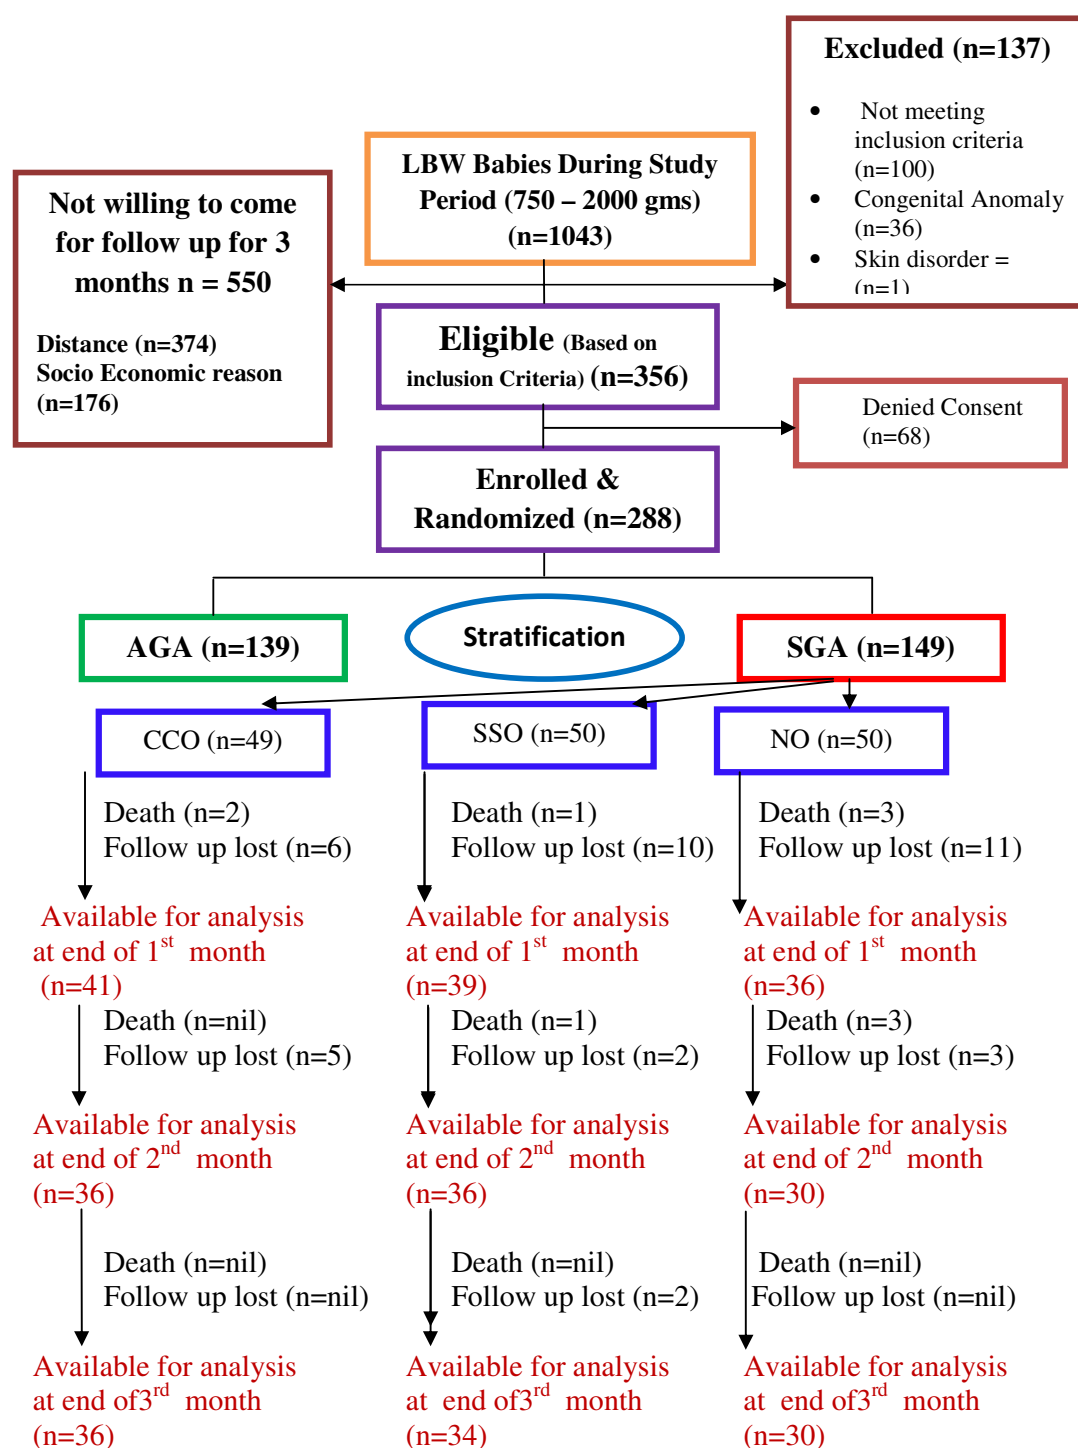 Excluded (n=137)
• Not meeting
inclusion criteria
(n=100)
• Congenital Anomaly
(n=36)
• Skin disorder =
(n=1)
LBW Babies During Study
Period (750 – 2000 gms)
(n=1043)
Not willing to come
for follow up for 3
months n = 550
Distance (n=374)
Socio Economic reason
(n=176)
Eligible (Based on
inclusion Criteria) (n=356)
Denied Consent
(n=68)
Enrolled &
Randomized (n=288)
AGA (n=139)
Stratification
SGA (n=149)
CCO (n=49)
SSO (n=50)
NO (n=50)
Death (n=2)
Follow up lost (n=6)
Death (n=1)
Follow up lost (n=10)
Death (n=3)
Follow up lost (n=11)
Available for analysis
at end of 1st month
(n=41)
Available for analysis
at end of 1st month
(n=39)
Available for analysis
at end of 1st month
(n=36)
Death (n=nil)
Follow up lost (n=5)
Death (n=1)
Follow up lost (n=2)
Death (n=3)
Follow up lost (n=3)
Available for analysis
at end of 2nd month
(n=36)
Available for analysis
at end of 2nd month
(n=36)
Available for analysis
at end of 2nd month
(n=30)
Death (n=nil)
Follow up lost (n=nil)
Death (n=nil)
Follow up lost (n=2)
Death (n=nil)
Follow up lost (n=nil)
Available for analysis
at end of3rd month
(n=36)
Available for analysis
at end of3rd month
(n=34)
Available for analysis
at end of3rd month
(n=30)